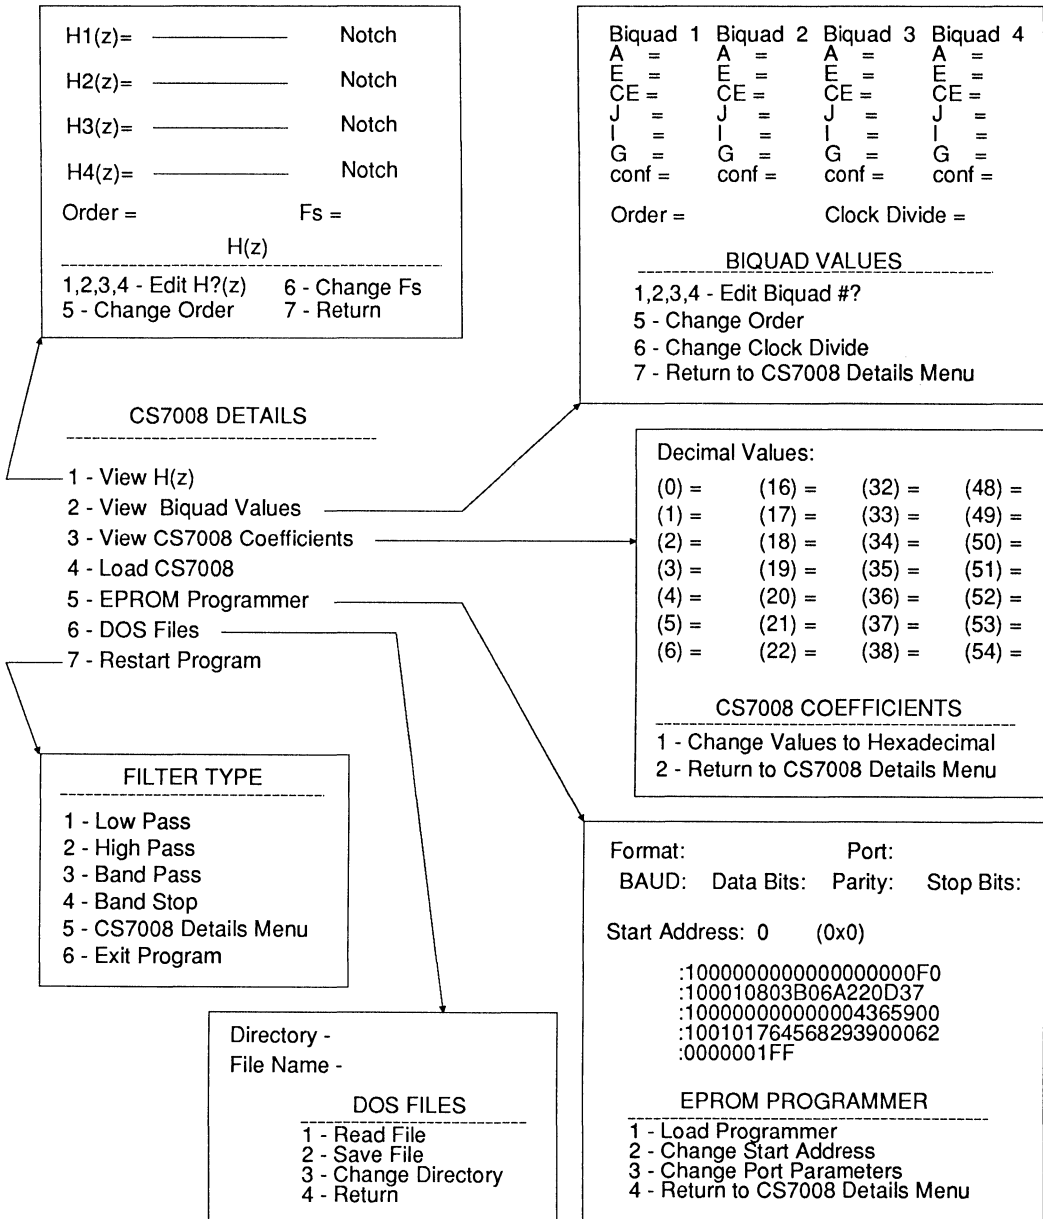 H1(z)= Notch
H2(z)= Notch
H3(z)= Notch
H4(z)= Notch
Order = Fs =
H(z)
1,2,3,4 - Edit H?(z) 6 - Change Fs
5 - Change Order 7 - Return
Biquad 1 Biquad 2 Biquad 3 Biquad 4
A = A = A = A =
E = E = E = E =
CE = CE = CE = CE =
J = J = J = J =
I = I = I = I =
G = G = G = G =
conf = conf = conf = conf =
Order = Clock Divide =
BIQUAD VALUES
1,2,3,4 - Edit Biquad #?
5 - Change Order
6 - Change Clock Divide
7 - Return to CS7008 Details Menu
CS7008 DETAILS
1 - View H(z)
2 - View Biquad Values
3 - View CS7008 Coefficients
4 - Load CS7008
5 - EPROM Programmer
6 - DOS Files
7 - Restart Program
Decimal Values:
(0) = (16) = (32) = (48) =
(1) = (17) = (33) = (49) =
(2) = (18) = (34) = (50) =
(3) = (19) = (35) = (51) =
(4) = (20) = (36) = (52) =
(5) = (21) = (37) = (53) =
(6) = (22) = (38) = (54) =
CS7008 COEFFICIENTS
1 - Change Values to Hexadecimal
2 - Return to CS7008 Details Menu
FILTER TYPE
1 - Low Pass
2 - High Pass
3 - Band Pass
4 - Band Stop
5 - CS7008 Details Menu
6 - Exit Program
Format: Port:
BAUD: Data Bits: Parity: Stop Bits:
Start Address: 0 (0x0)
:1000000000000000000F0
:100010803B06A220D37
:100000000000004365900
:100101764568293900062
:0000001FF
EPROM PROGRAMMER
1 - Load Programmer
2 - Change Start Address
3 - Change Port Parameters
4 - Return to CS7008 Details Menu
Directory -
File Name -
DOS FILES
1 - Read File
2 - Save File
3 - Change Directory
4 - Return